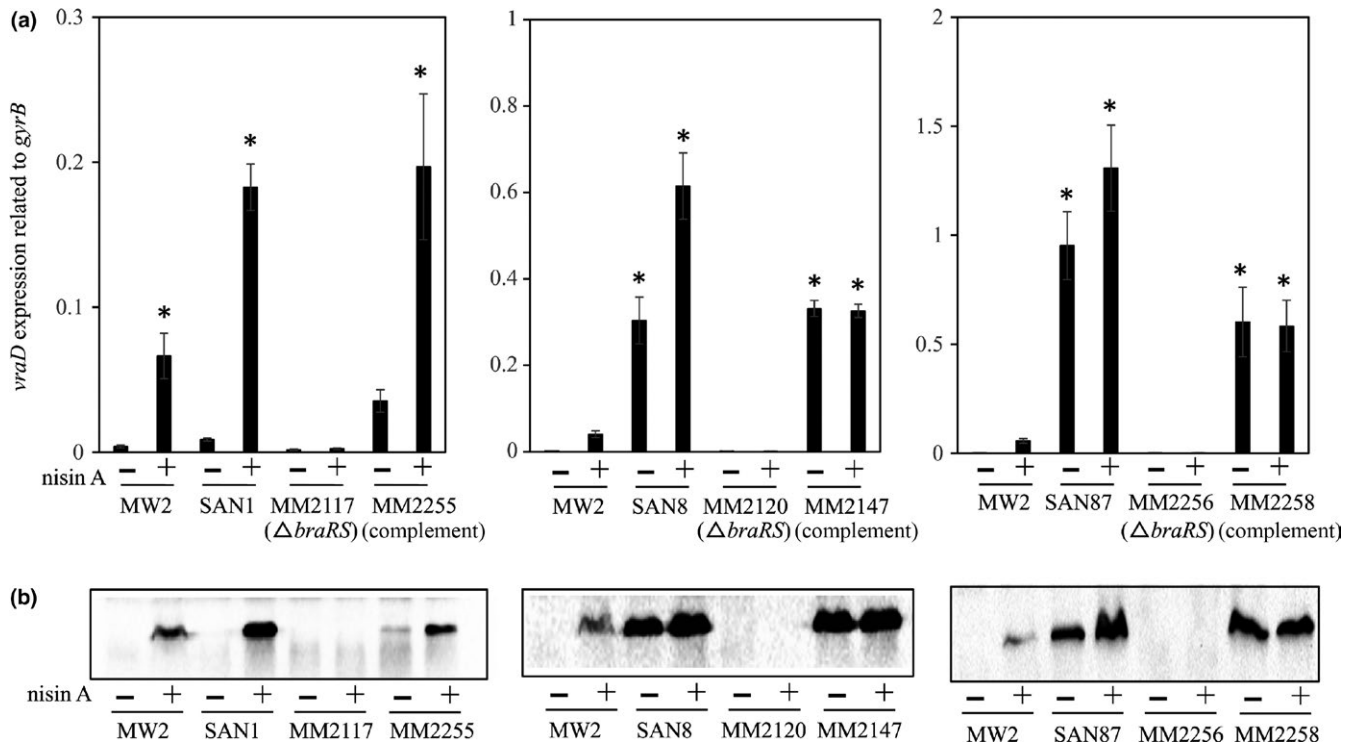 (a)
vraD expression related to gyrB
0.3
0.2
0.1
0
* * *
nisin A − + − + − + − +
MW2 SAN1 MM2117 MM2255
(△braRS) (complement)
1
0.8
0.6
0.4
0.2
0
* * * *
− + − + − + − +
MW2 SAN8 MM2120 MM2147
(△braRS) (complement)
2
1.5
1
0.5
0
* * * *
− + − + − + − +
MW2 SAN87 MM2256 MM2258
(△braRS) (complement)
(b)
nisin A − + − + − + − +
MW2 SAN1 MM2117 MM2255
− + − + − + − +
MW2 SAN8 MM2120 MM2147
− + − + − + − +
MW2 SAN87 MM2256 MM2258